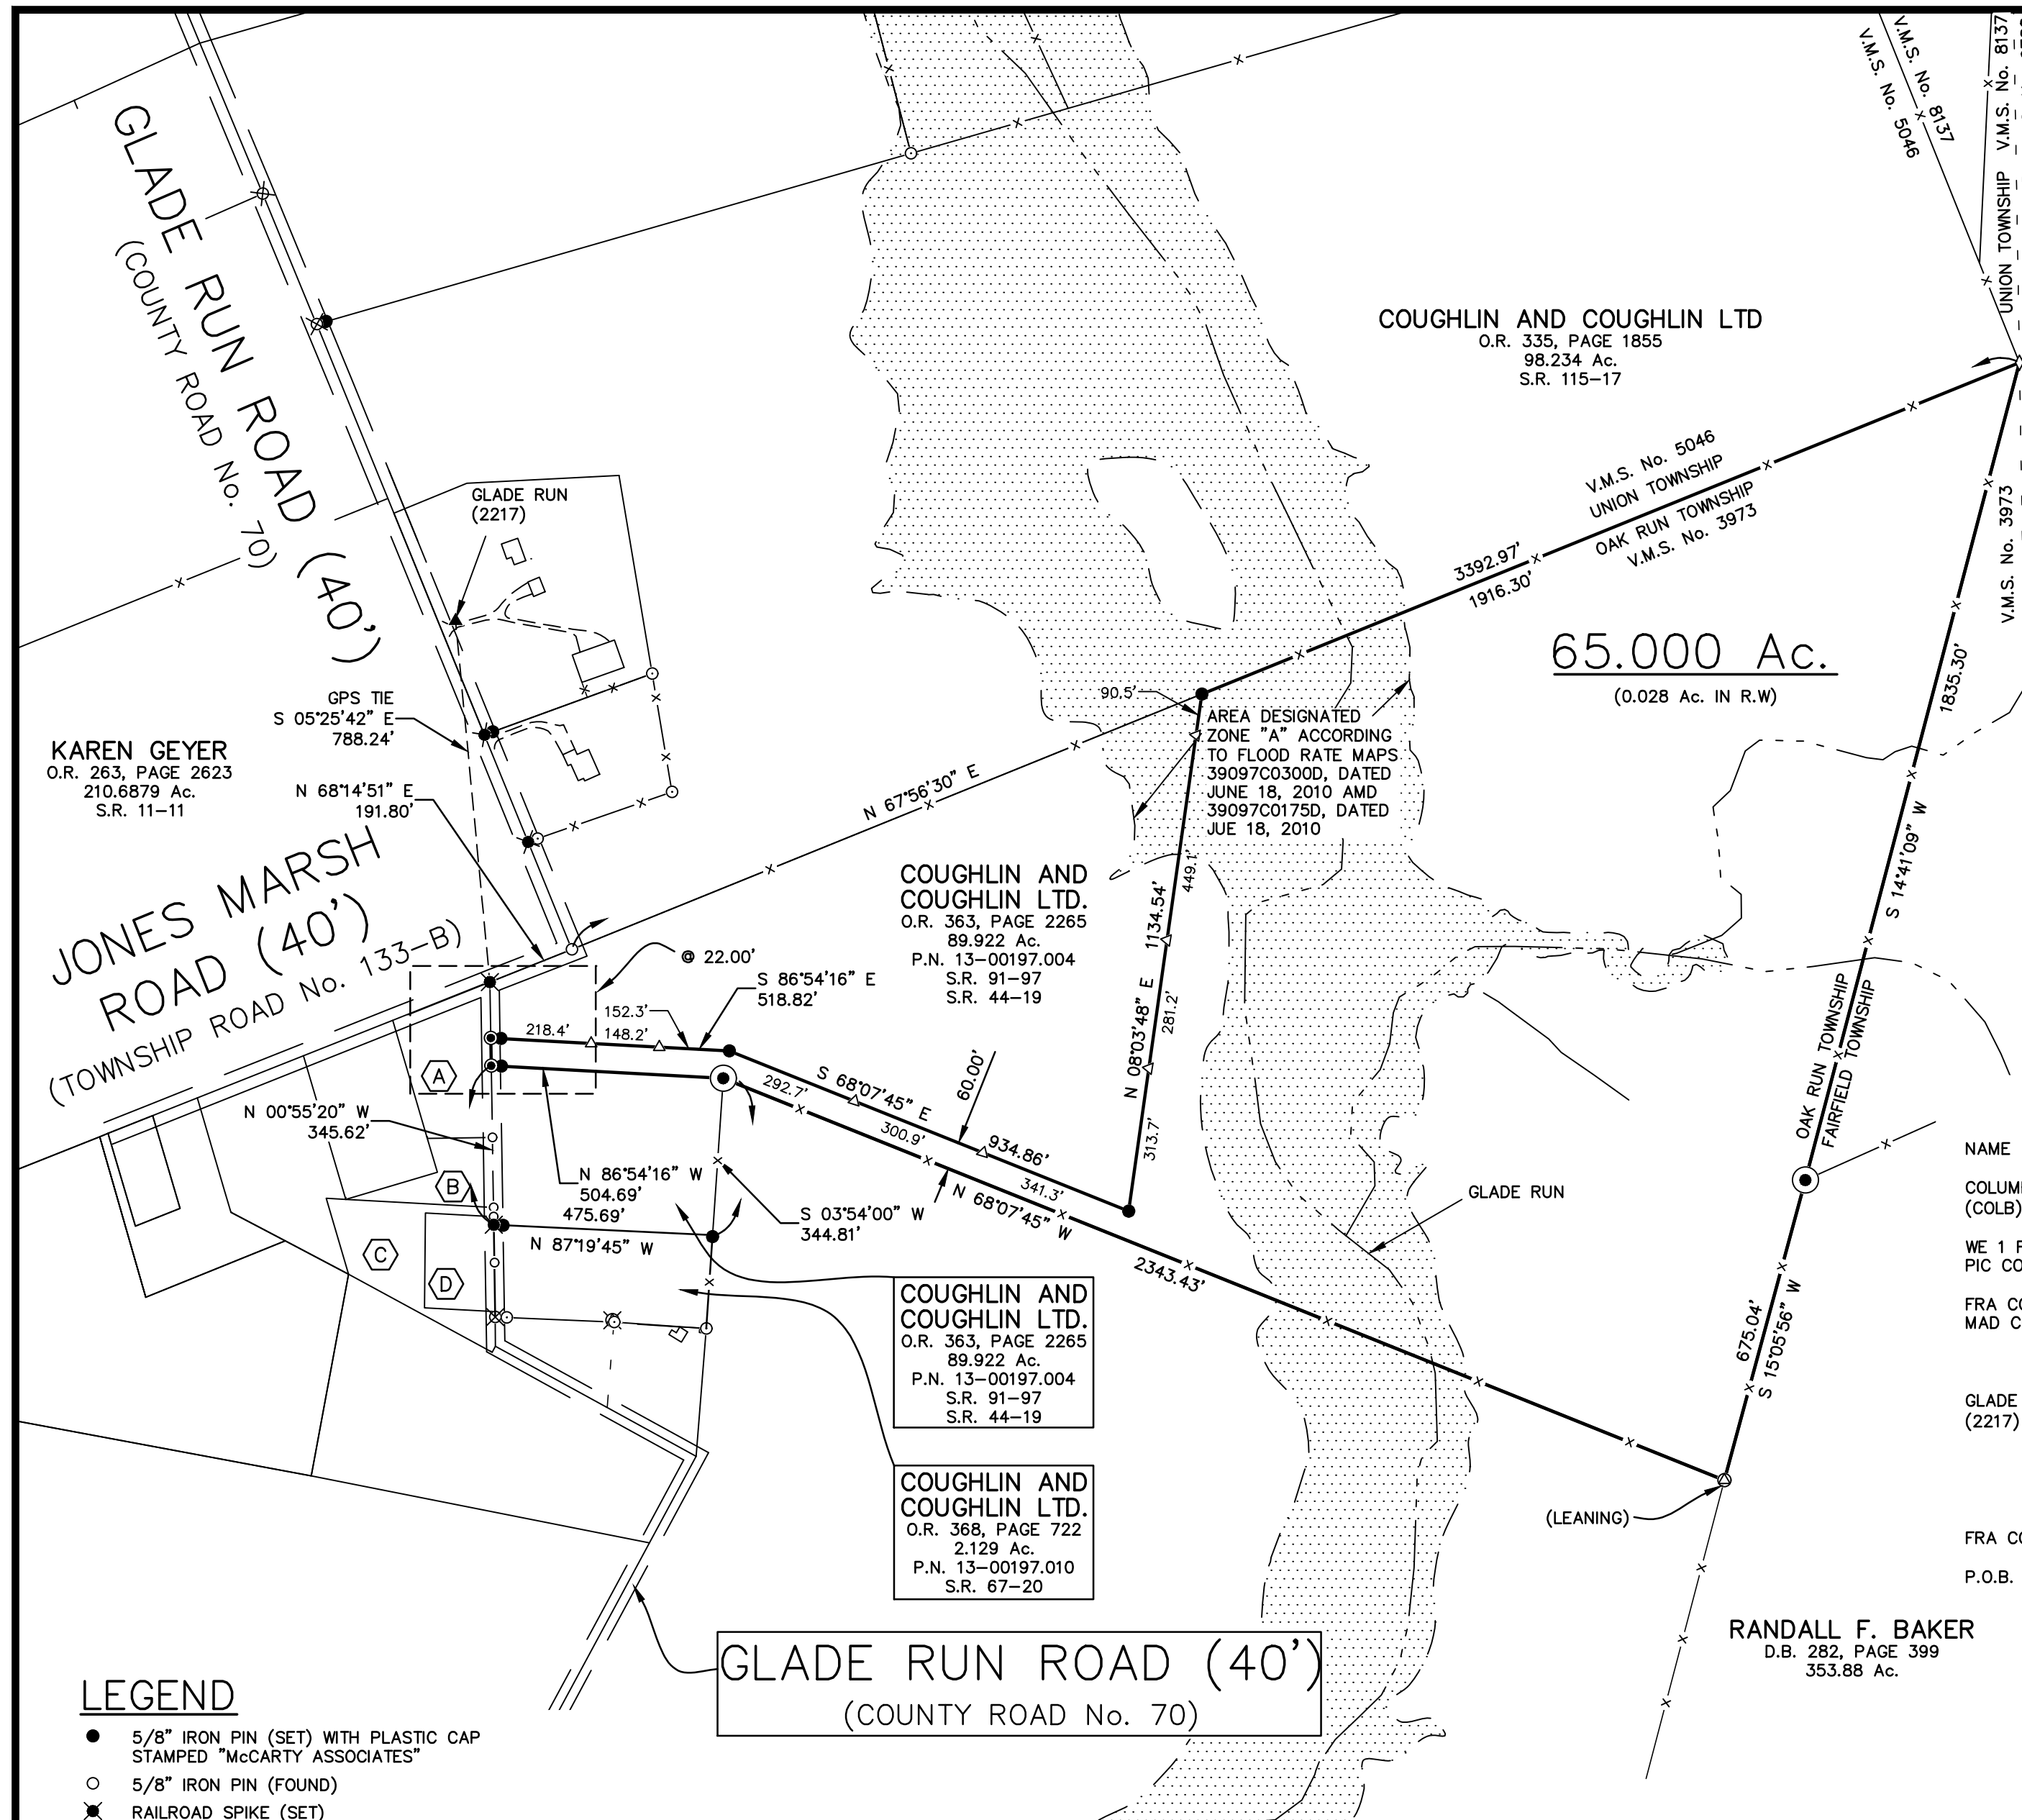 V.M.S. No. 8137
V.M.S. No. 5046
UNION TOWNSHIP V.M.S. No. 8137
GLADE RUN ROAD (40')
(COUNTY ROAD No. 70)
COUGHLIN AND COUGHLIN LTD
O.R. 335, PAGE 1855
98.234 Ac.
S.R. 115-17
V.M.S. No. 5046
UNION TOWNSHIP
OAK RUN TOWNSHIP
V.M.S. No. 3973
3392.97'
1916.30'
V.M.S. No. 3973
GLADE RUN
(2217)
65.000 Ac.
(0.028 Ac. IN R.W)
1835.30'
S 14°41'09" W
GPS TIE
S 05°25'42" E
788.24'
KAREN GEYER
O.R. 263, PAGE 2623
210.6879 Ac.
S.R. 11-11
N 68°14'51" E
191.80'
90.5'
AREA DESIGNATED
ZONE "A" ACCORDING
TO FLOOD RATE MAPS
39097C0300D, DATED
JUNE 18, 2010 AMD
39097C0175D, DATED
JUE 18, 2010
N 67°56'30" E
JONES MARSH
ROAD (40')
(TOWNSHIP ROAD No. 133-B)
COUGHLIN AND
COUGHLIN LTD.
O.R. 363, PAGE 2265
89.922 Ac.
P.N. 13-00197.004
S.R. 91-97
S.R. 44-19
449.1'
1134.54'
N 08°03'48" E
281.2'
313.7'
@ 22.00'
S 86°54'16" E
518.82'
152.3'
218.4'
148.2'
A
292.7'
S 68°07'45" E
60.00'
934.86'
300.9'
341.3'
N 68°07'45" W
2343.43'
N 00°55'20" W
345.62'
B
N 86°54'16" W
504.69'
475.69'
N 87°19'45" W
S 03°54'00" W
344.81'
C
D
OAK RUN TOWNSHIP
FAIRFIELD TOWNSHIP
GLADE RUN
675.04'
S 15°05'56" W
COUGHLIN AND
COUGHLIN LTD.
O.R. 363, PAGE 2265
89.922 Ac.
P.N. 13-00197.004
S.R. 91-97
S.R. 44-19
COUGHLIN AND
COUGHLIN LTD.
O.R. 368, PAGE 722
2.129 Ac.
P.N. 13-00197.010
S.R. 67-20
(LEANING)
NAME
(COLB)
WE 1
GLADE
(2217)
P.O.B.
RANDALL F. BAKER
D.B. 282, PAGE 399
353.88 Ac.
GLADE RUN ROAD (40')
(COUNTY ROAD No. 70)
LEGEND
5/8" IRON PIN (SET) WITH PLASTIC CAP
STAMPED "McCARTY ASSOCIATES"
5/8" IRON PIN (FOUND)
RAILROAD SPIKE (SET)